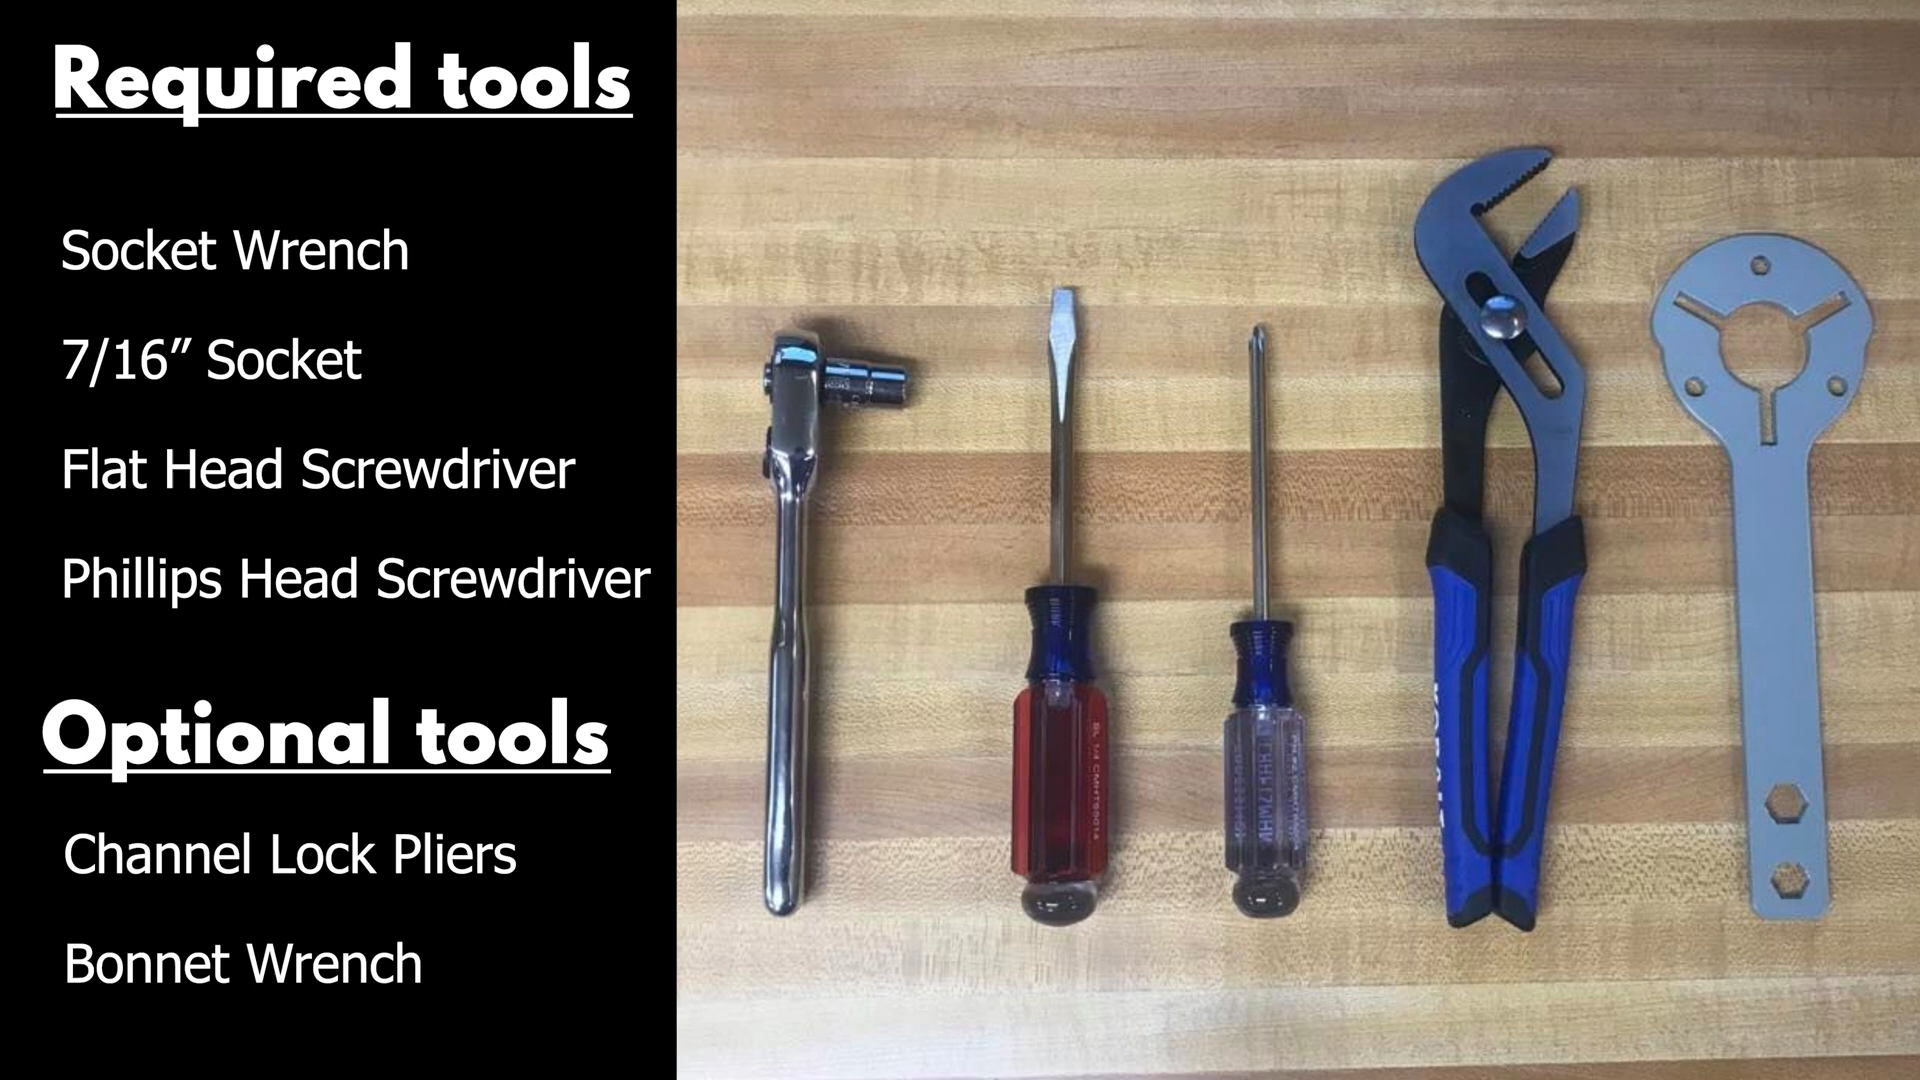 Required tools
Socket Wrench
7/16” Socket
Flat Head Screwdriver
Phillips Head Screwdriver
Optional tools
Channel Lock Pliers
Bonnet Wrench